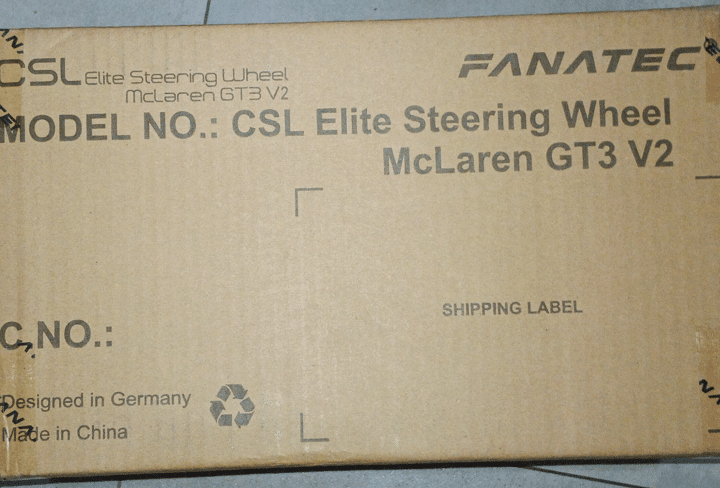 CSL Elite Steering Wheel
McLaren GT3 V2
FANATEC
MODEL NO.: CSL Elite Steering Wheel
McLaren GT3 V2
SHIPPING LABEL
C/NO.:
Designed in Germany
Made in China